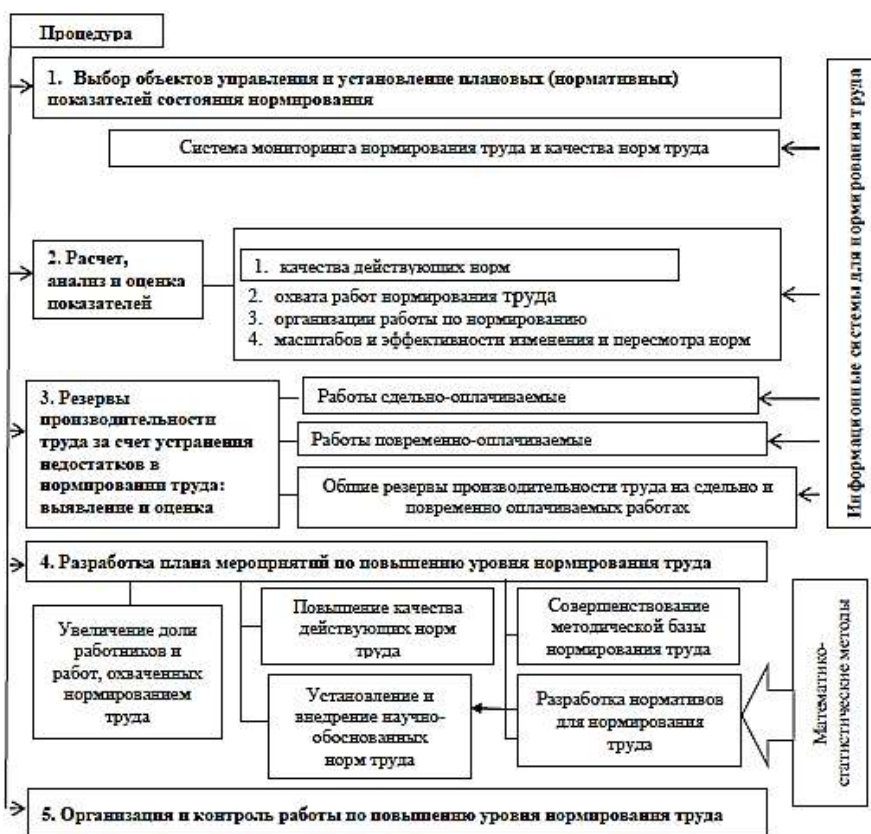 Процедура
1. Выбор объектов управления и установление плановых (нормативных)
показателей состояния нормирования
Система мониторинга нормирования труда и качества норм труда
2. Расчет,
анализ и оценка
показателей
1. качества действующих норм
2. охвата работ нормирования труда
3. организации работы по нормированию
4. масштабов и эффективности изменения и пересмотра норм
3. Резервы
производительности
труда за счет устранения
недостатков в
нормировании труда:
выявление и оценка
Работы сдельно-оплачиваемые
Работы повременно-оплачиваемые
Общие резервы производительности труда на сдельно и
повременно оплачиваемых работах
Информационные системы для нормирования труда
4. Разработка плана мероприятий по повышению уровня нормирования труда
Увеличение доли
работников и
работ, охваченных
нормированием
труда
Повышение качества
действующих норм
труда
Установление и
внедрение научно-
обоснованных
норм труда
Совершенствование
методической базы
нормирования труда
Разработка нормативов
для нормирования
труда
Математико-
статистические методы
5. Организация и контроль работы по повышению уровня нормирования труда